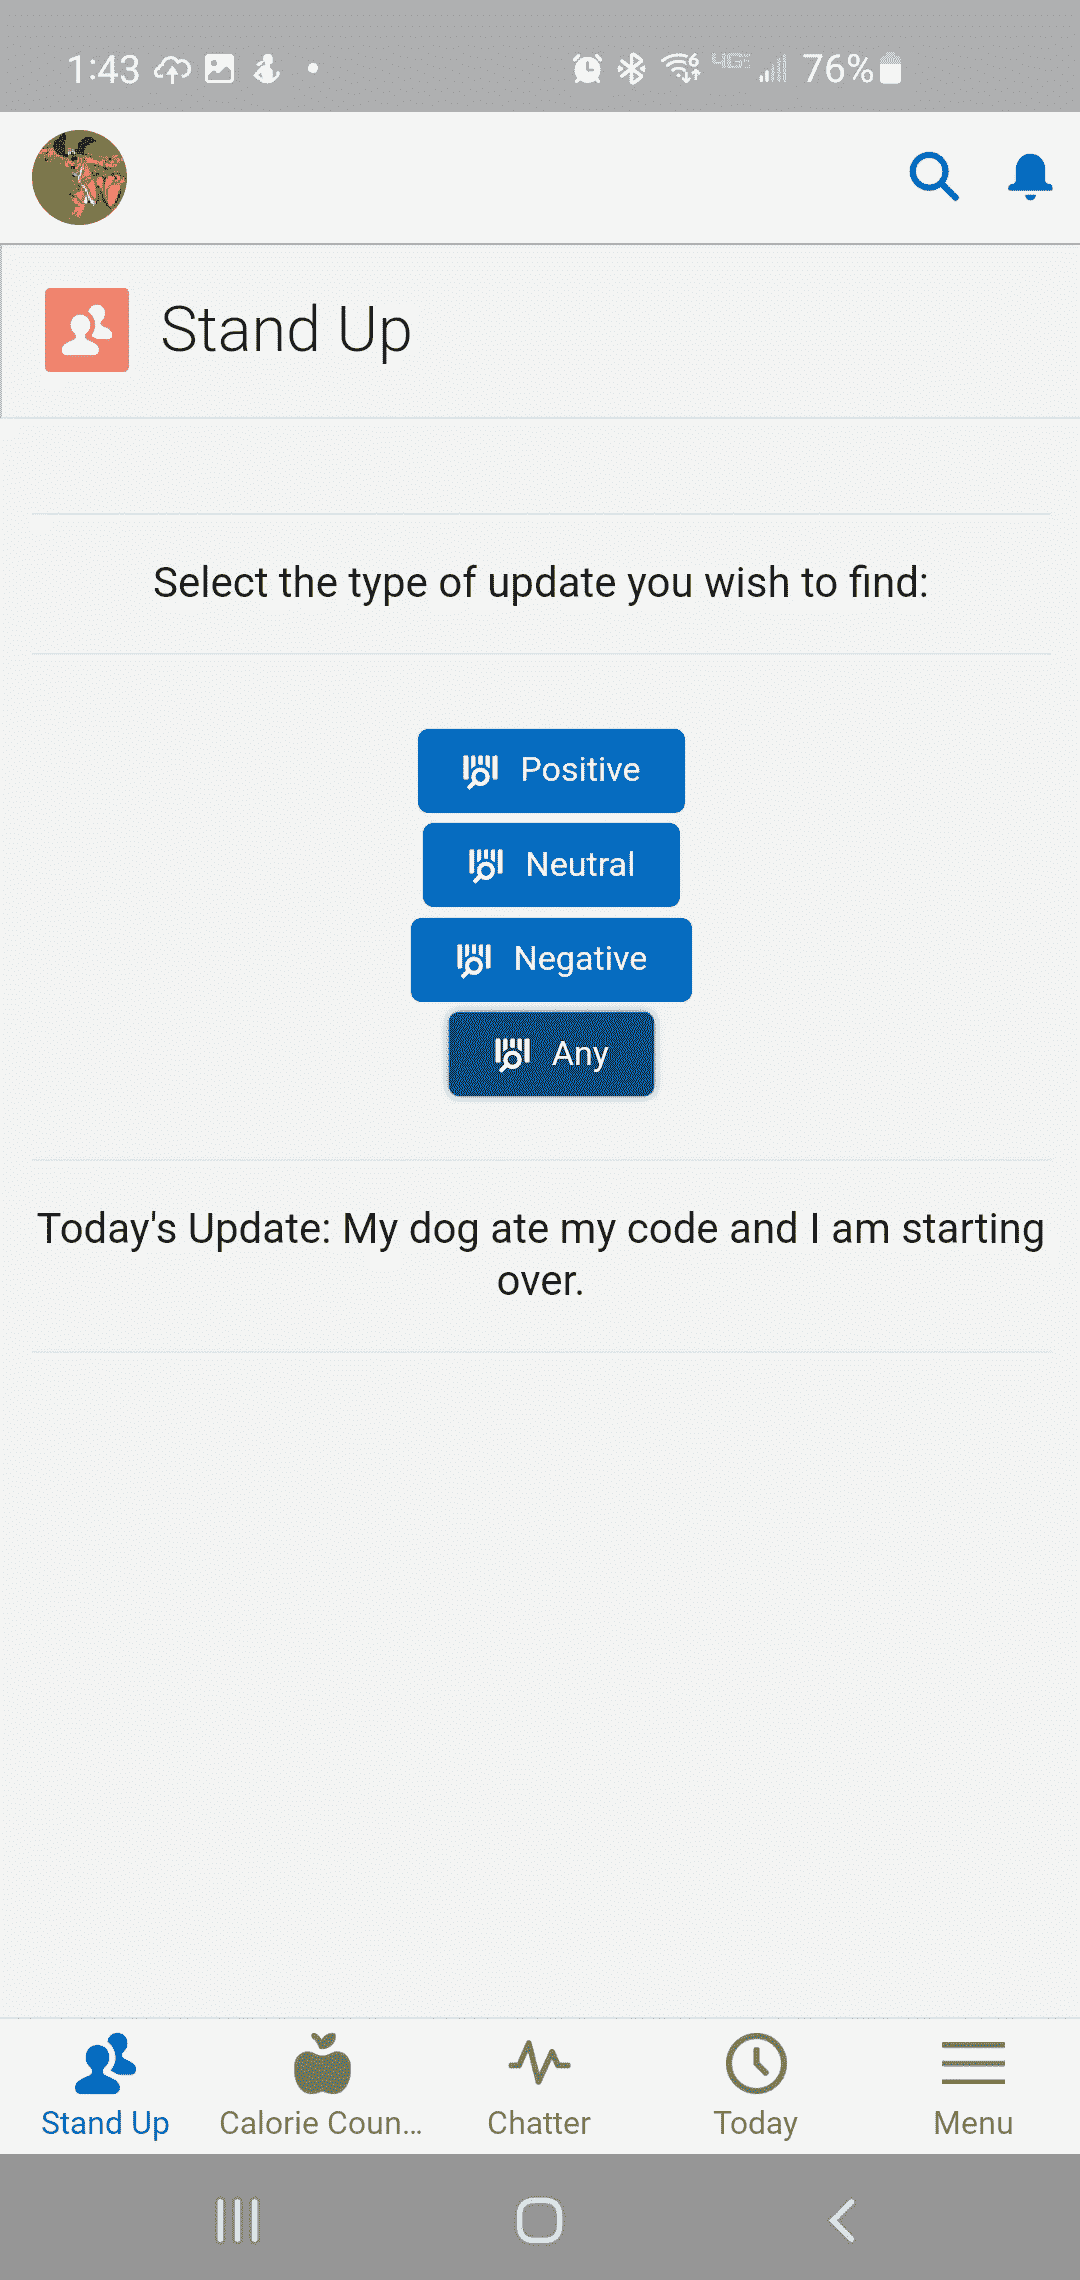 1:43 4G 76%
Stand Up
Select the type of update you wish to find:
Positive
Neutral
Negative
Any
Today's Update: My dog ate my code and I am starting
over.
Stand Up Calorie Coun... Chatter Today Menu